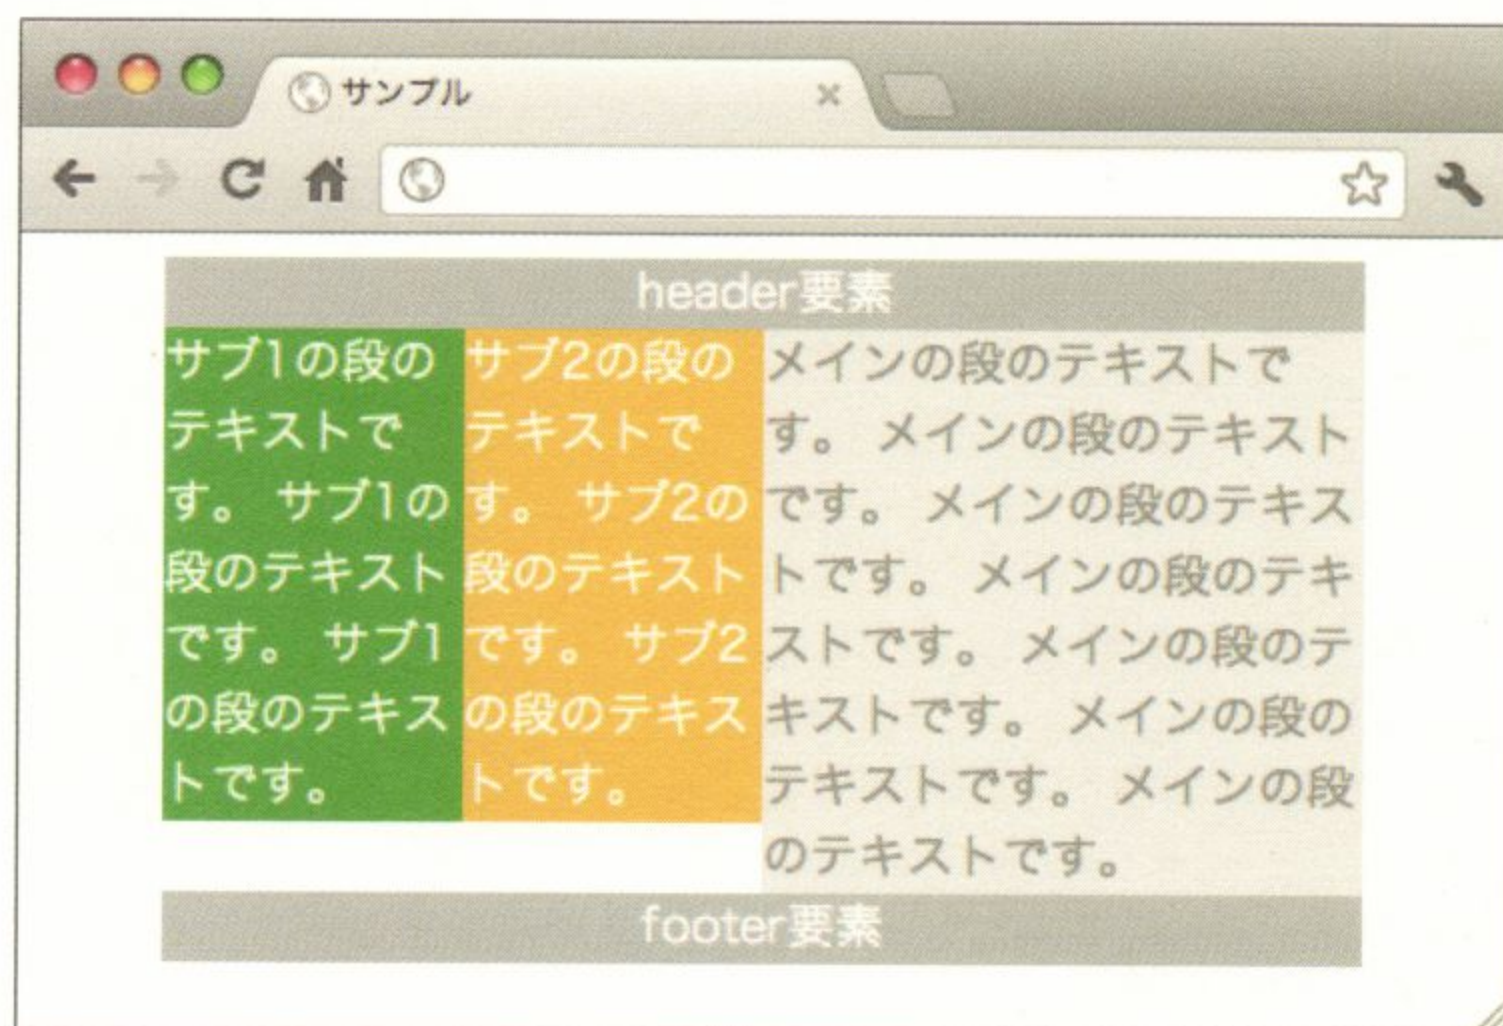 サンプル
header要素
サブ1の段の
テキストで
す。 サブ1の
段のテキスト
です。 サブ1
の段のテキス
トです。
サブ2の段の
テキストで
す。 サブ2の
段のテキスト
です。 サブ2
の段のテキス
トです。
メインの段のテキストで
す。 メインの段のテキスト
です。 メインの段のテキス
トです。 メインの段のテキ
ストです。 メインの段のテ
キストです。 メインの段の
テキストです。 メインの段
のテキストです。
footer要素